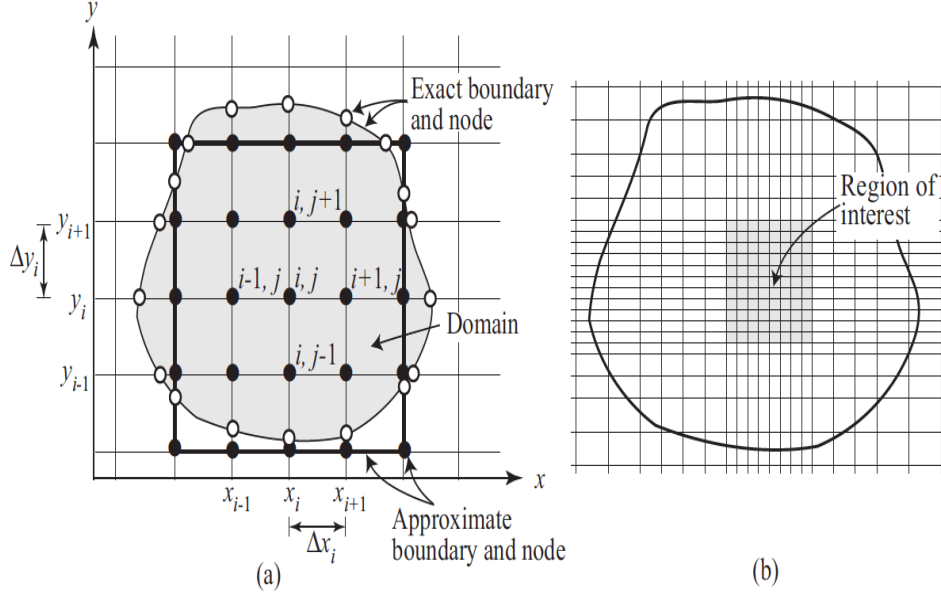 y
Exact boundary
and node
i, j+1
y_{i+1}
Δy_i
i-1, j
i, j
i+1, j
y_i
Domain
i, j-1
y_{i-1}
x
x_{i-1}
x_i
x_{i+1}
Approximate
boundary and node
Δx_i
(a)
Region of
interest
(b)